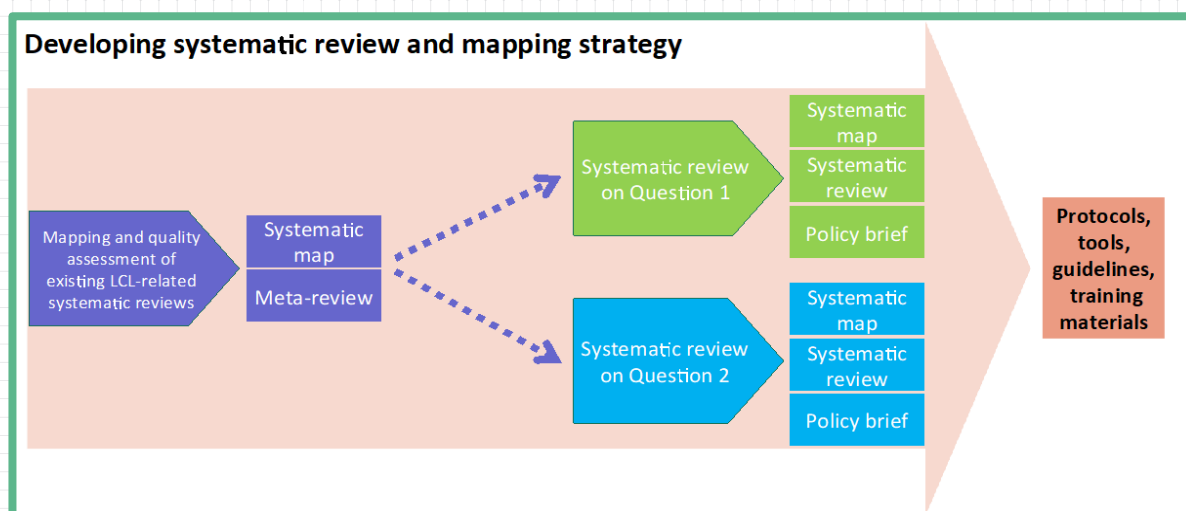 Developing systematic review and mapping strategy
Mapping and quality
assessment of
existing LCL-related
systematic reviews
Systematic
map
Meta-review
Systematic review
on Question 1
Systematic
map
Systematic
review
Policy brief
Systematic review
on Question 2
Systematic
map
Systematic
review
Policy brief
Protocols,
tools,
guidelines,
training
materials